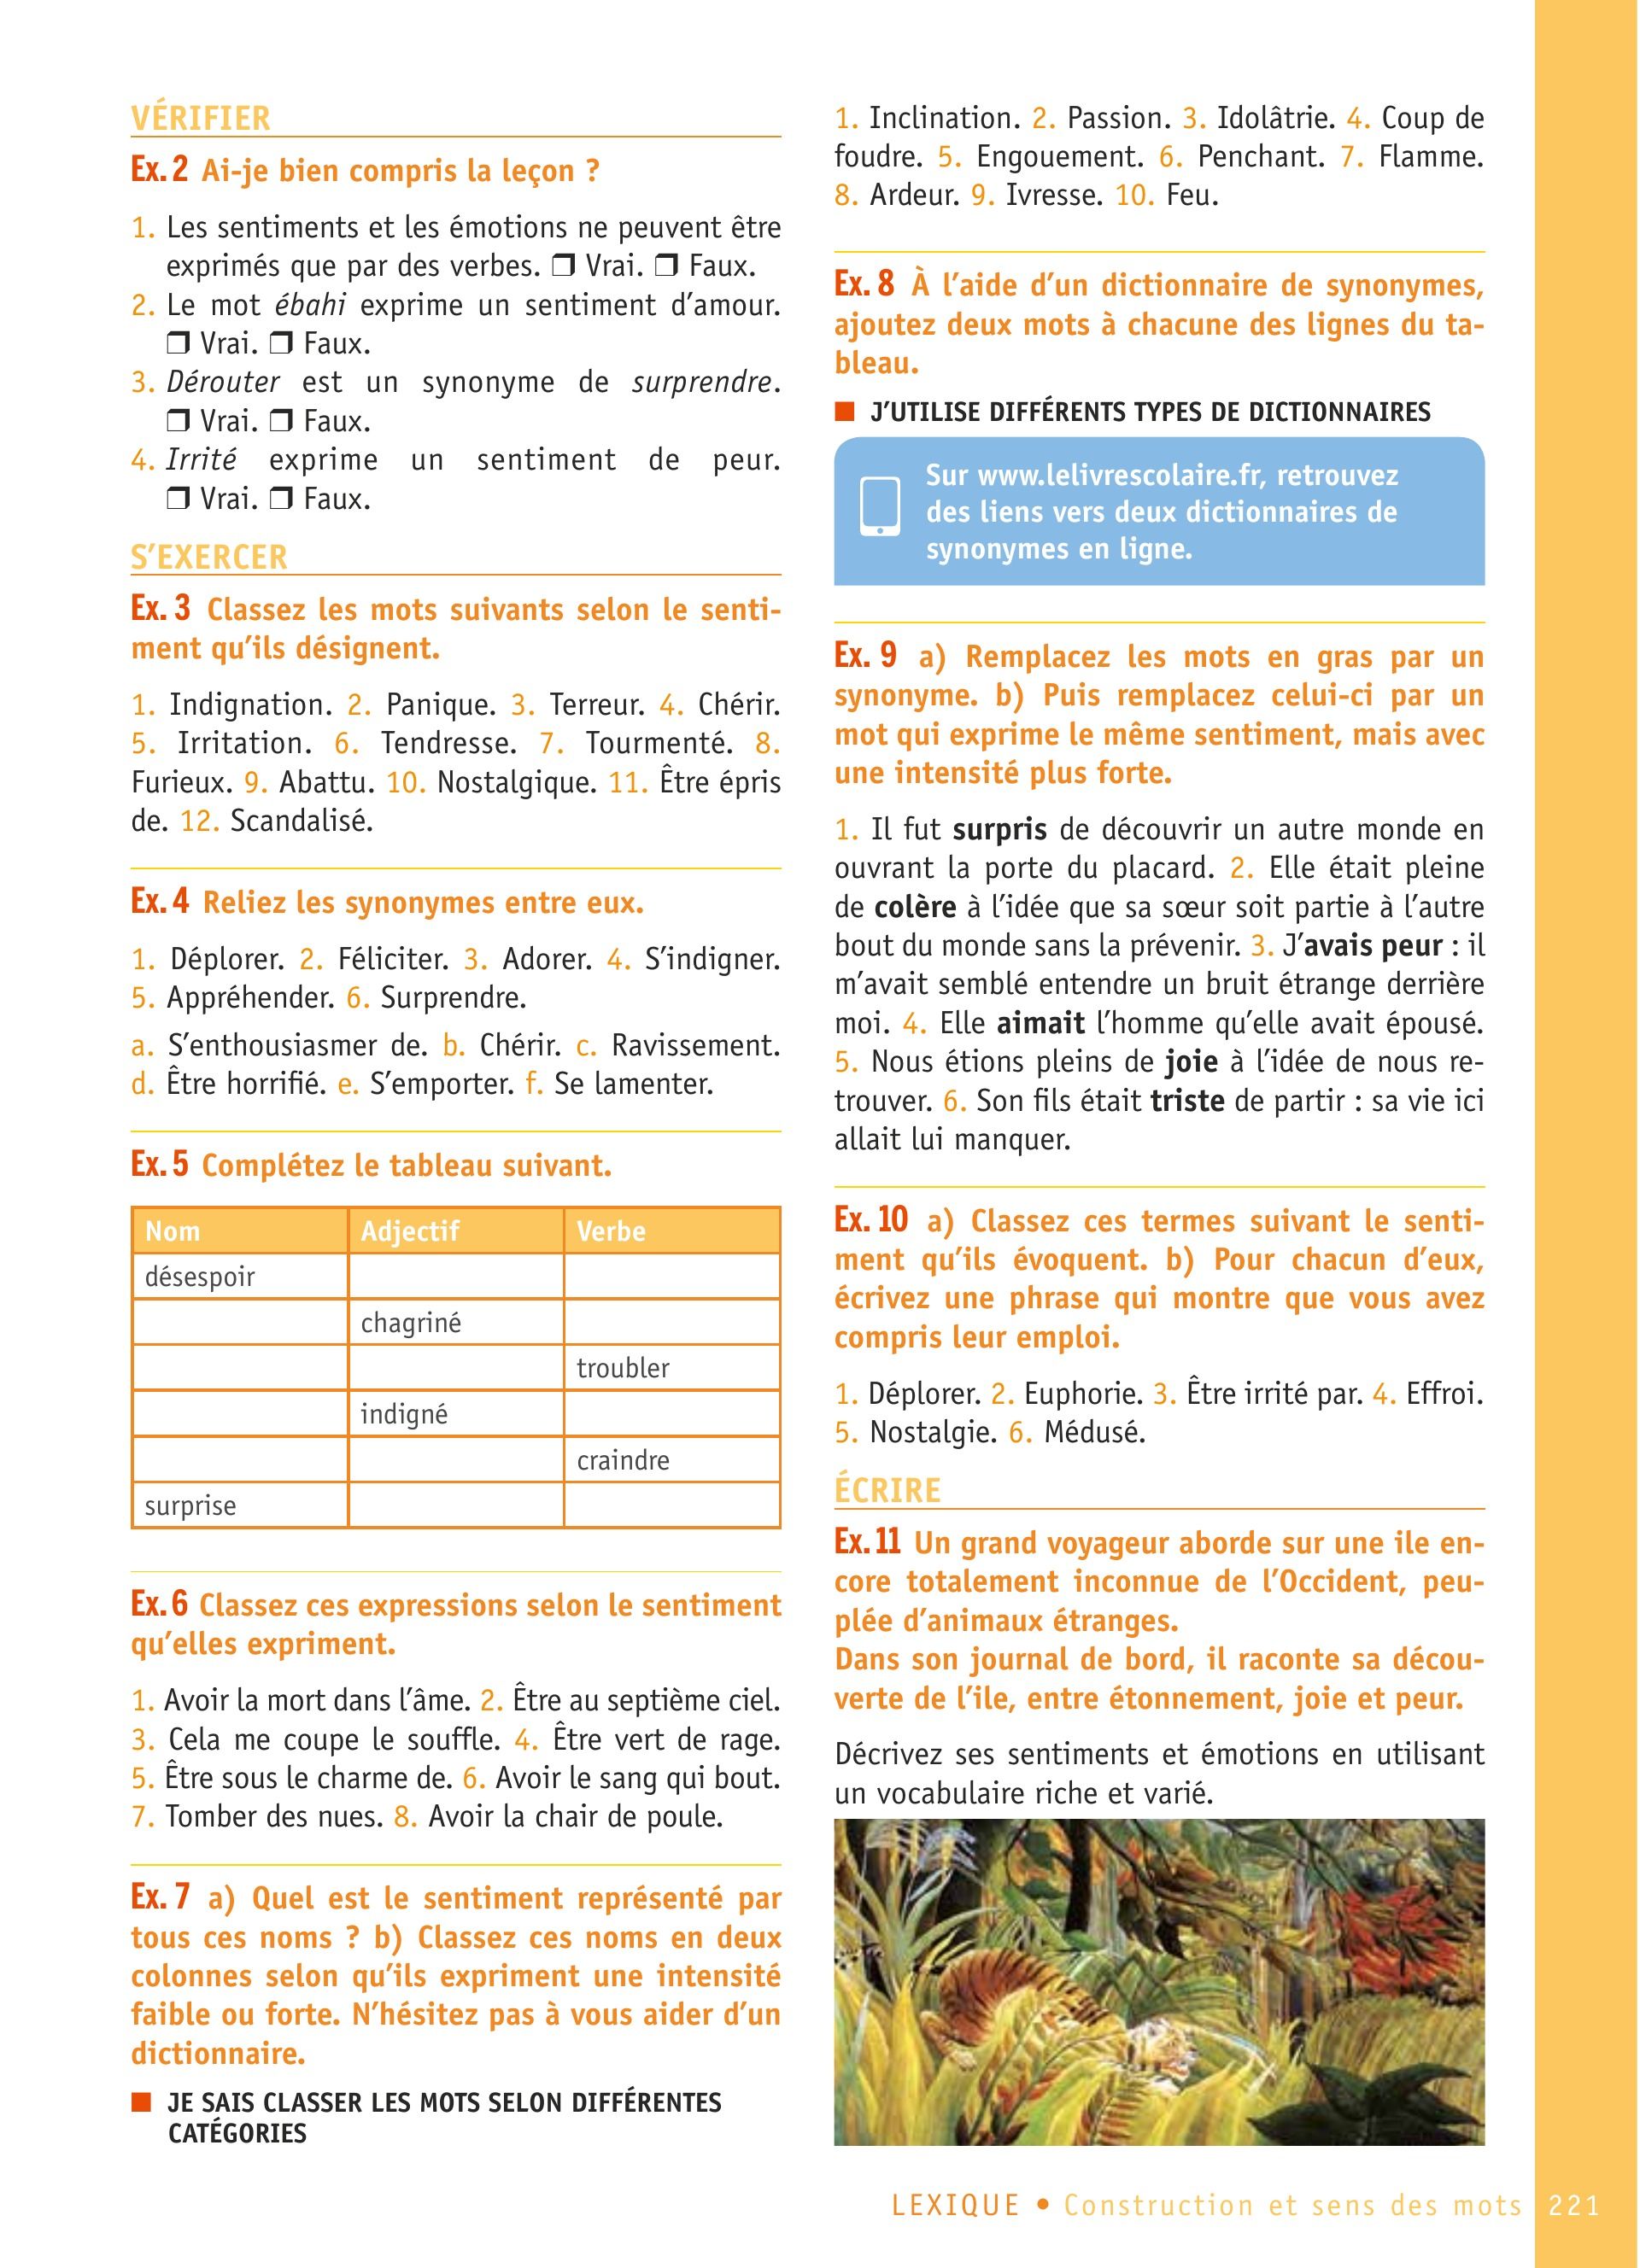 VÉRIFIER
Ex. 2 Ai-je bien compris la leçon ?
1. Les sentiments et les émotions ne peuvent être
exprimés que par des verbes. ❒ Vrai. ❒ Faux.
2. Le mot ébahi exprime un sentiment d’amour.
❒ Vrai. ❒ Faux.
3. Dérouter est un synonyme de surprendre.
❒ Vrai. ❒ Faux.
4. Irrité exprime un sentiment de peur.
❒ Vrai. ❒ Faux.
S’EXERCER
Ex. 3 Classez les mots suivants selon le senti-
ment qu’ils désignent.
1. Indignation. 2. Panique. 3. Terreur. 4. Chérir.
5. Irritation. 6. Tendresse. 7. Tourmenté. 8.
Furieux. 9. Abattu. 10. Nostalgique. 11. Être épris
de. 12. Scandalisé.
Ex. 4 Reliez les synonymes entre eux.
1. Déplorer. 2. Féliciter. 3. Adorer. 4. S’indigner.
5. Appréhender. 6. Surprendre.
a. S’enthousiasmer de. b. Chérir. c. Ravissement.
d. Être horrifié. e. S’emporter. f. Se lamenter.
Ex. 5 Complétez le tableau suivant.
Nom Adjectif Verbe
désespoir
chagriné
troubler
indigné
craindre
surprise
Ex. 6 Classez ces expressions selon le sentiment
qu’elles expriment.
1. Avoir la mort dans l’âme. 2. Être au septième ciel.
3. Cela me coupe le souffle. 4. Être vert de rage.
5. Être sous le charme de. 6. Avoir le sang qui bout.
7. Tomber des nues. 8. Avoir la chair de poule.
Ex. 7 a) Quel est le sentiment représenté par
tous ces noms ? b) Classez ces noms en deux
colonnes selon qu’ils expriment une intensité
faible ou forte. N’hésitez pas à vous aider d’un
dictionnaire.
■ JE SAIS CLASSER LES MOTS SELON DIFFÉRENTES
CATÉGORIES
1. Inclination. 2. Passion. 3. Idolâtrie. 4. Coup de
foudre. 5. Engouement. 6. Penchant. 7. Flamme.
8. Ardeur. 9. Ivresse. 10. Feu.
Ex. 8 À l’aide d’un dictionnaire de synonymes,
ajoutez deux mots à chacune des lignes du ta-
bleau.
■ J’UTILISE DIFFÉRENTS TYPES DE DICTIONNAIRES
Sur www.lelivrescolaire.fr, retrouvez
des liens vers deux dictionnaires de
synonymes en ligne.
Ex. 9 a) Remplacez les mots en gras par un
synonyme. b) Puis remplacez celui-ci par un
mot qui exprime le même sentiment, mais avec
une intensité plus forte.
1. Il fut surpris de découvrir un autre monde en
ouvrant la porte du placard. 2. Elle était pleine
de colère à l’idée que sa sœur soit partie à l’autre
bout du monde sans la prévenir. 3. J’avais peur : il
m’avait semblé entendre un bruit étrange derrière
moi. 4. Elle aimait l’homme qu’elle avait épousé.
5. Nous étions pleins de joie à l’idée de nous re-
trouver. 6. Son fils était triste de partir : sa vie ici
allait lui manquer.
Ex. 10 a) Classez ces termes suivant le senti-
ment qu’ils évoquent. b) Pour chacun d’eux,
écrivez une phrase qui montre que vous avez
compris leur emploi.
1. Déplorer. 2. Euphorie. 3. Être irrité par. 4. Effroi.
5. Nostalgie. 6. Médusé.
ÉCRIRE
Ex. 11 Un grand voyageur aborde sur une ile en-
core totalement inconnue de l’Occident, peu-
plée d’animaux étranges.
Dans son journal de bord, il raconte sa décou-
verte de l’ile, entre étonnement, joie et peur.
Décrivez ses sentiments et émotions en utilisant
un vocabulaire riche et varié.
LEXIQUE • Construction et sens des mots 221